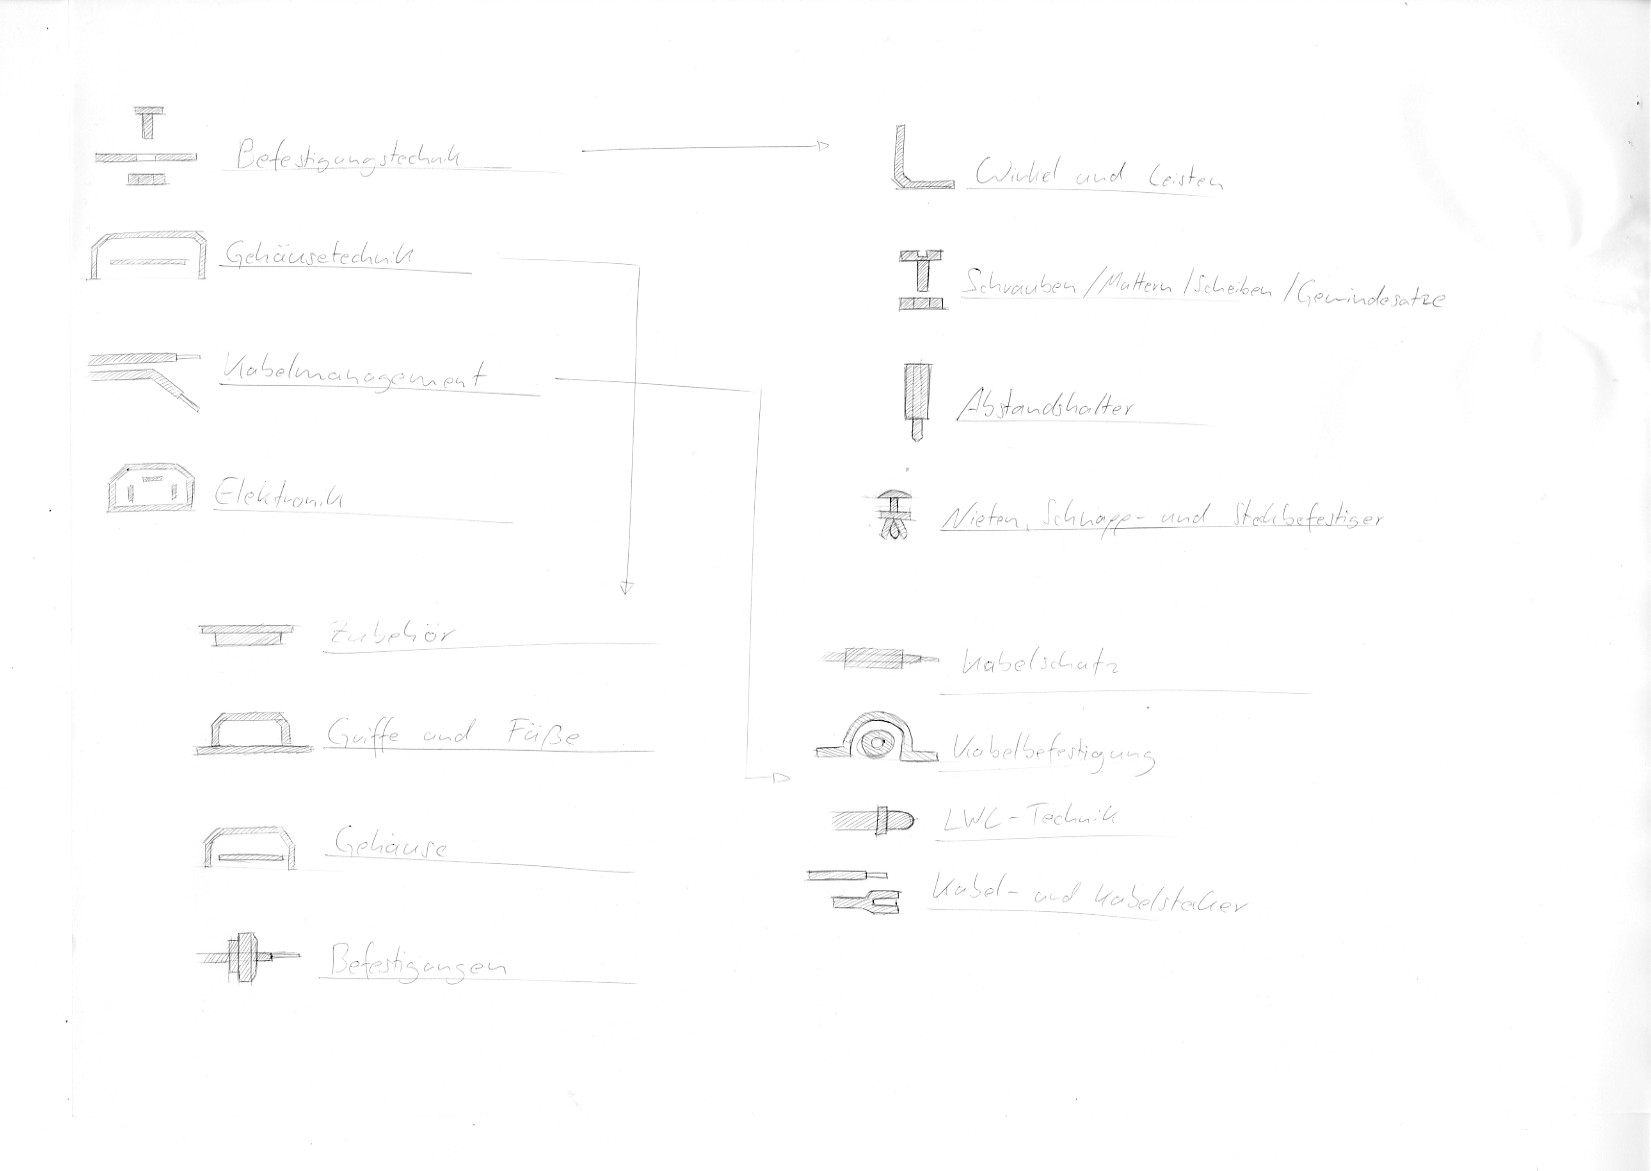 Befestigungstechnik
Gehäusetechnik
Kabelmanagement
Elektronik
Winkel und Leisten
Schrauben / Muttern / Scheiben / Gewindesätze
Abstandshalter
Nieten, Schnapp- und Steckbefestiger
Zubehör
Griffe und Füße
Gehäuse
Befestigungen
Kabelschutz
Kabelbefestigung
LWL-Technik
Kabel- und Kabelstecker